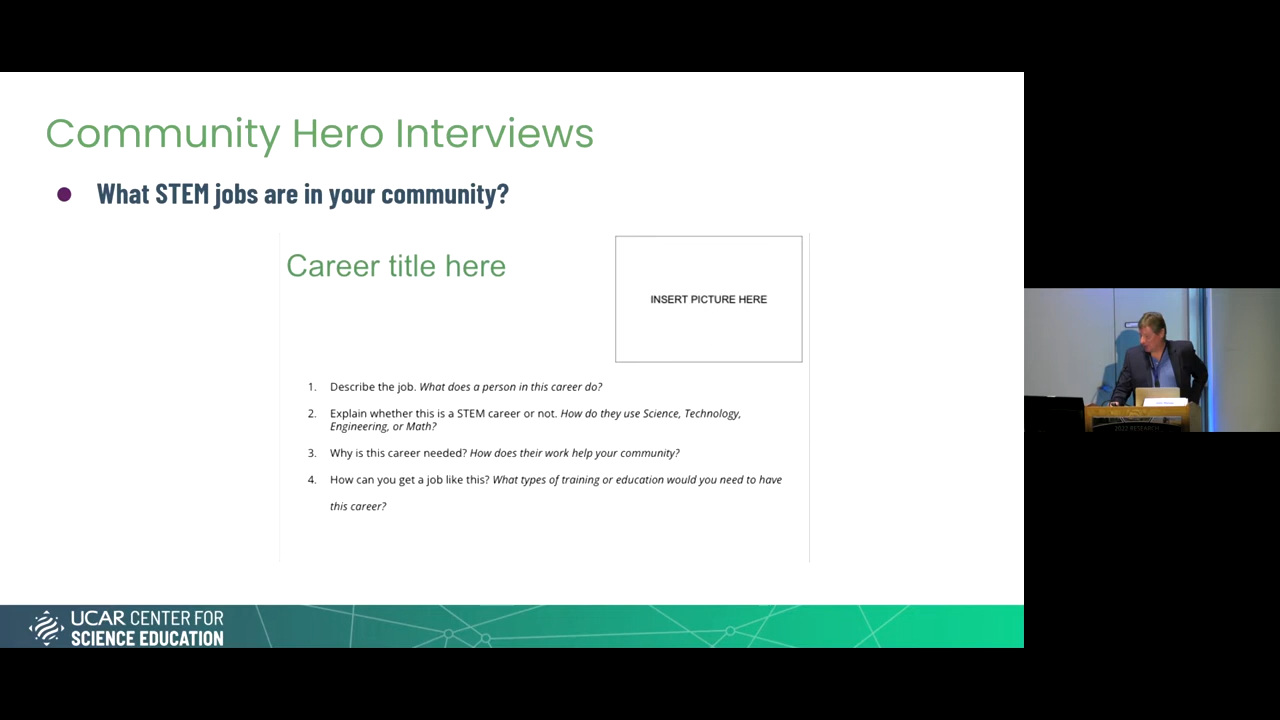 Community Hero Interviews
● What STEM jobs are in your community?
Career title here
INSERT PICTURE HERE
1. Describe the job. What does a person in this career do?
2. Explain whether this is a STEM career or not. How do they use Science, Technology,
Engineering, or Math?
3. Why is this career needed? How does their work help your community?
4. How can you get a job like this? What types of training or education would you need to have
this career?
UCAR CENTER FOR
SCIENCE EDUCATION
2022 RESEARCH